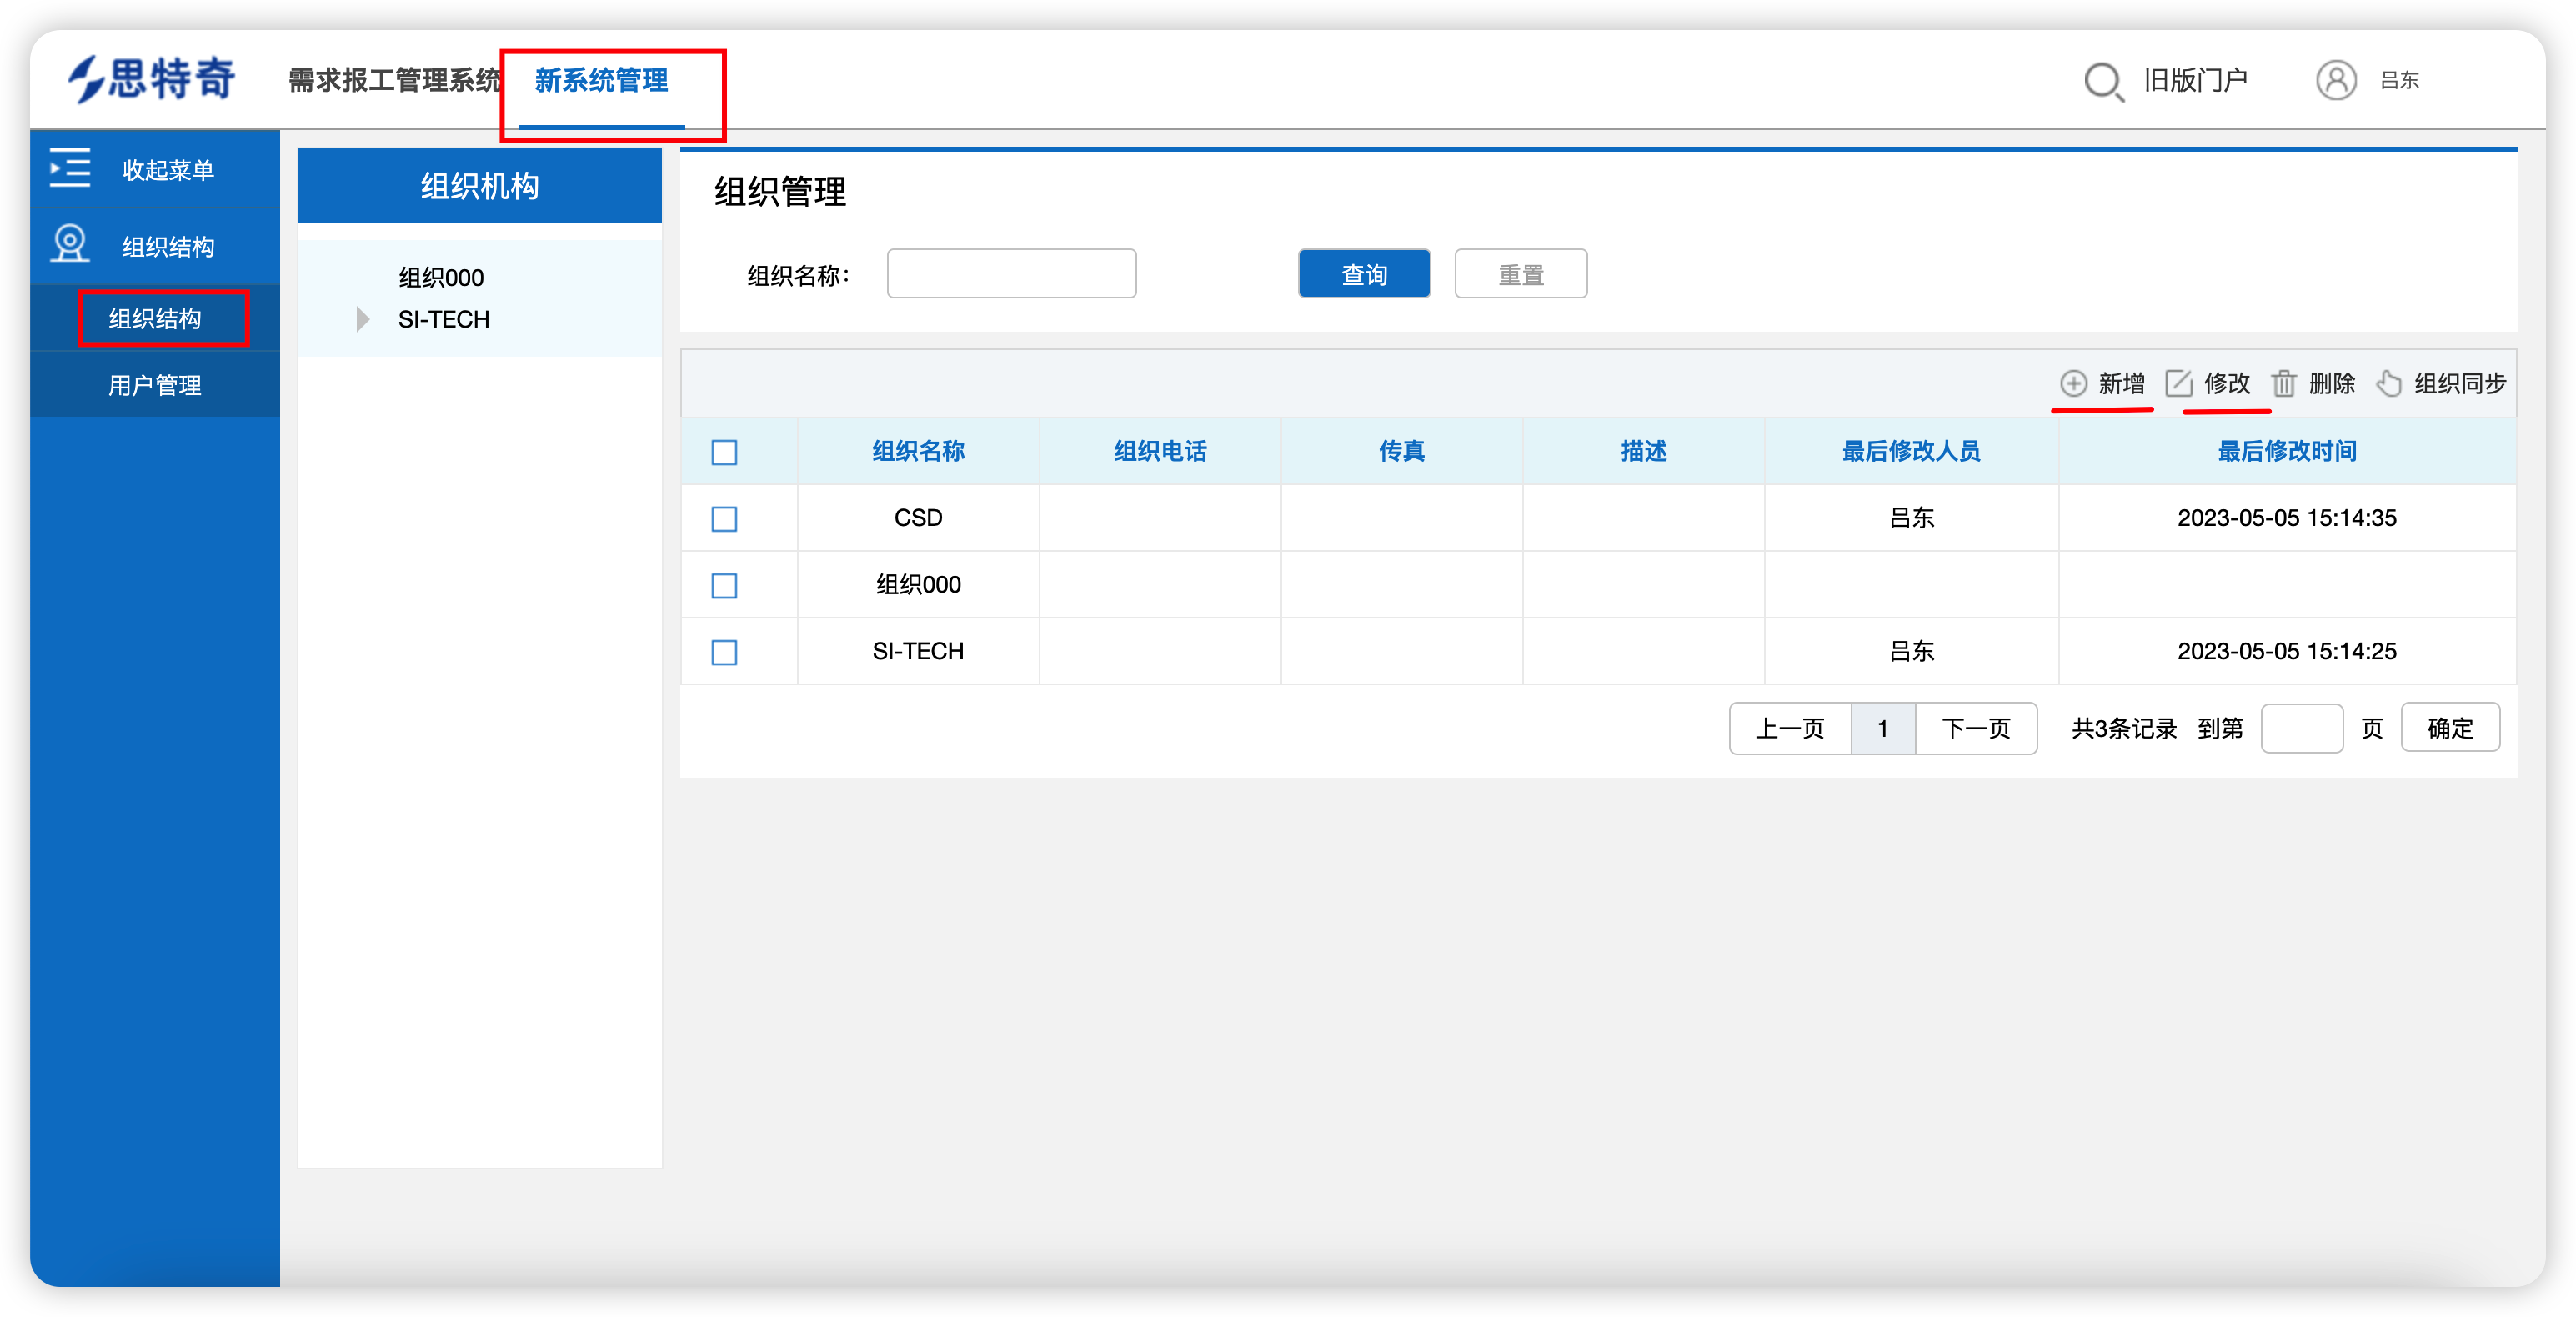 思特奇 需求报工管理系统 新系统管理 旧版门户 吕东
收起菜单
组织结构
组织结构
用户管理
组织机构
组织000
SI-TECH
组织管理
组织名称： 查询 重置
新增 修改 删除 组织同步
组织名称 组织电话 传真 描述 最后修改人员 最后修改时间
CSD 吕东 2023-05-05 15:14:35
组织000
SI-TECH 吕东 2023-05-05 15:14:25
上一页 1 下一页 共3条记录 到第 页 确定